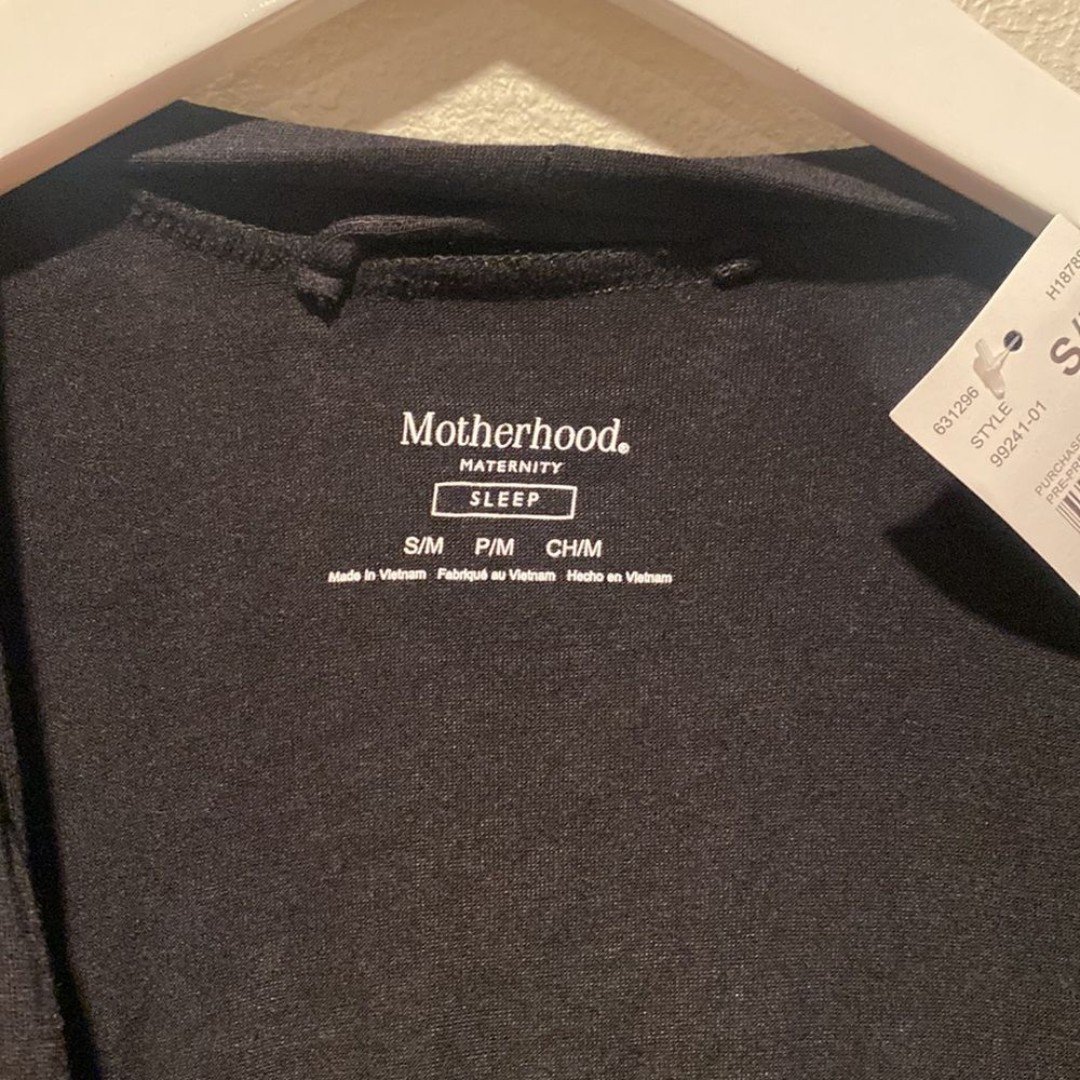 Motherhood®
MATERNITY
SLEEP
S/M P/M CH/M
Made in Vietnam Fabriqué au Vietnam Hecho en Vietnam
631296
STYLE
99241-01